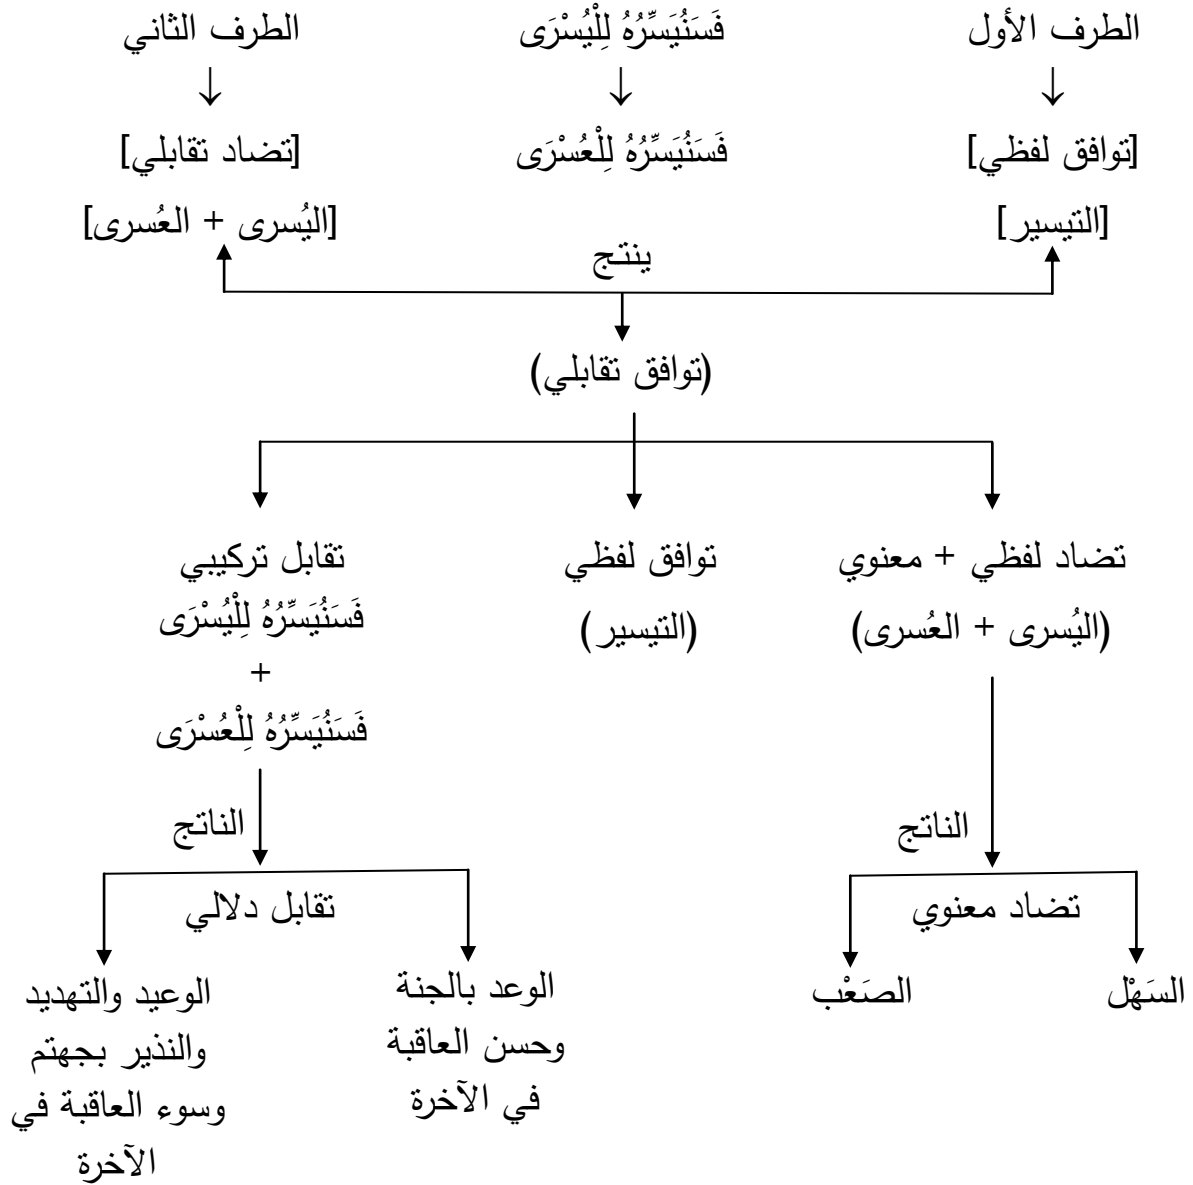 الطرف الأول
فَسَنُيَسِّرُهُ لِلْيُسْرَى
الطرف الثاني
[توافق لفظي]
فَسَنُيَسِّرُهُ لِلْعُسْرَى
[تضاد تقابلي]
[التيسير]
[اليُسرى + العُسرى]
ينتج
(توافق تقابلي)
تضاد لفظي + معنوي
(اليُسرى + العُسرى)
توافق لفظي
(التيسير)
تقابل تركيبي
فَسَنُيَسِّرُهُ لِلْيُسْرَى
+
فَسَنُيَسِّرُهُ لِلْعُسْرَى
الناتج
تضاد معنوي
السَهْل
الصَعْب
الناتج
تقابل دلالي
الوعد بالجنة
وحسن العاقبة
في الآخرة
الوعيد والتهديد
والنذير بجهتم
وسوء العاقبة في
الآخرة